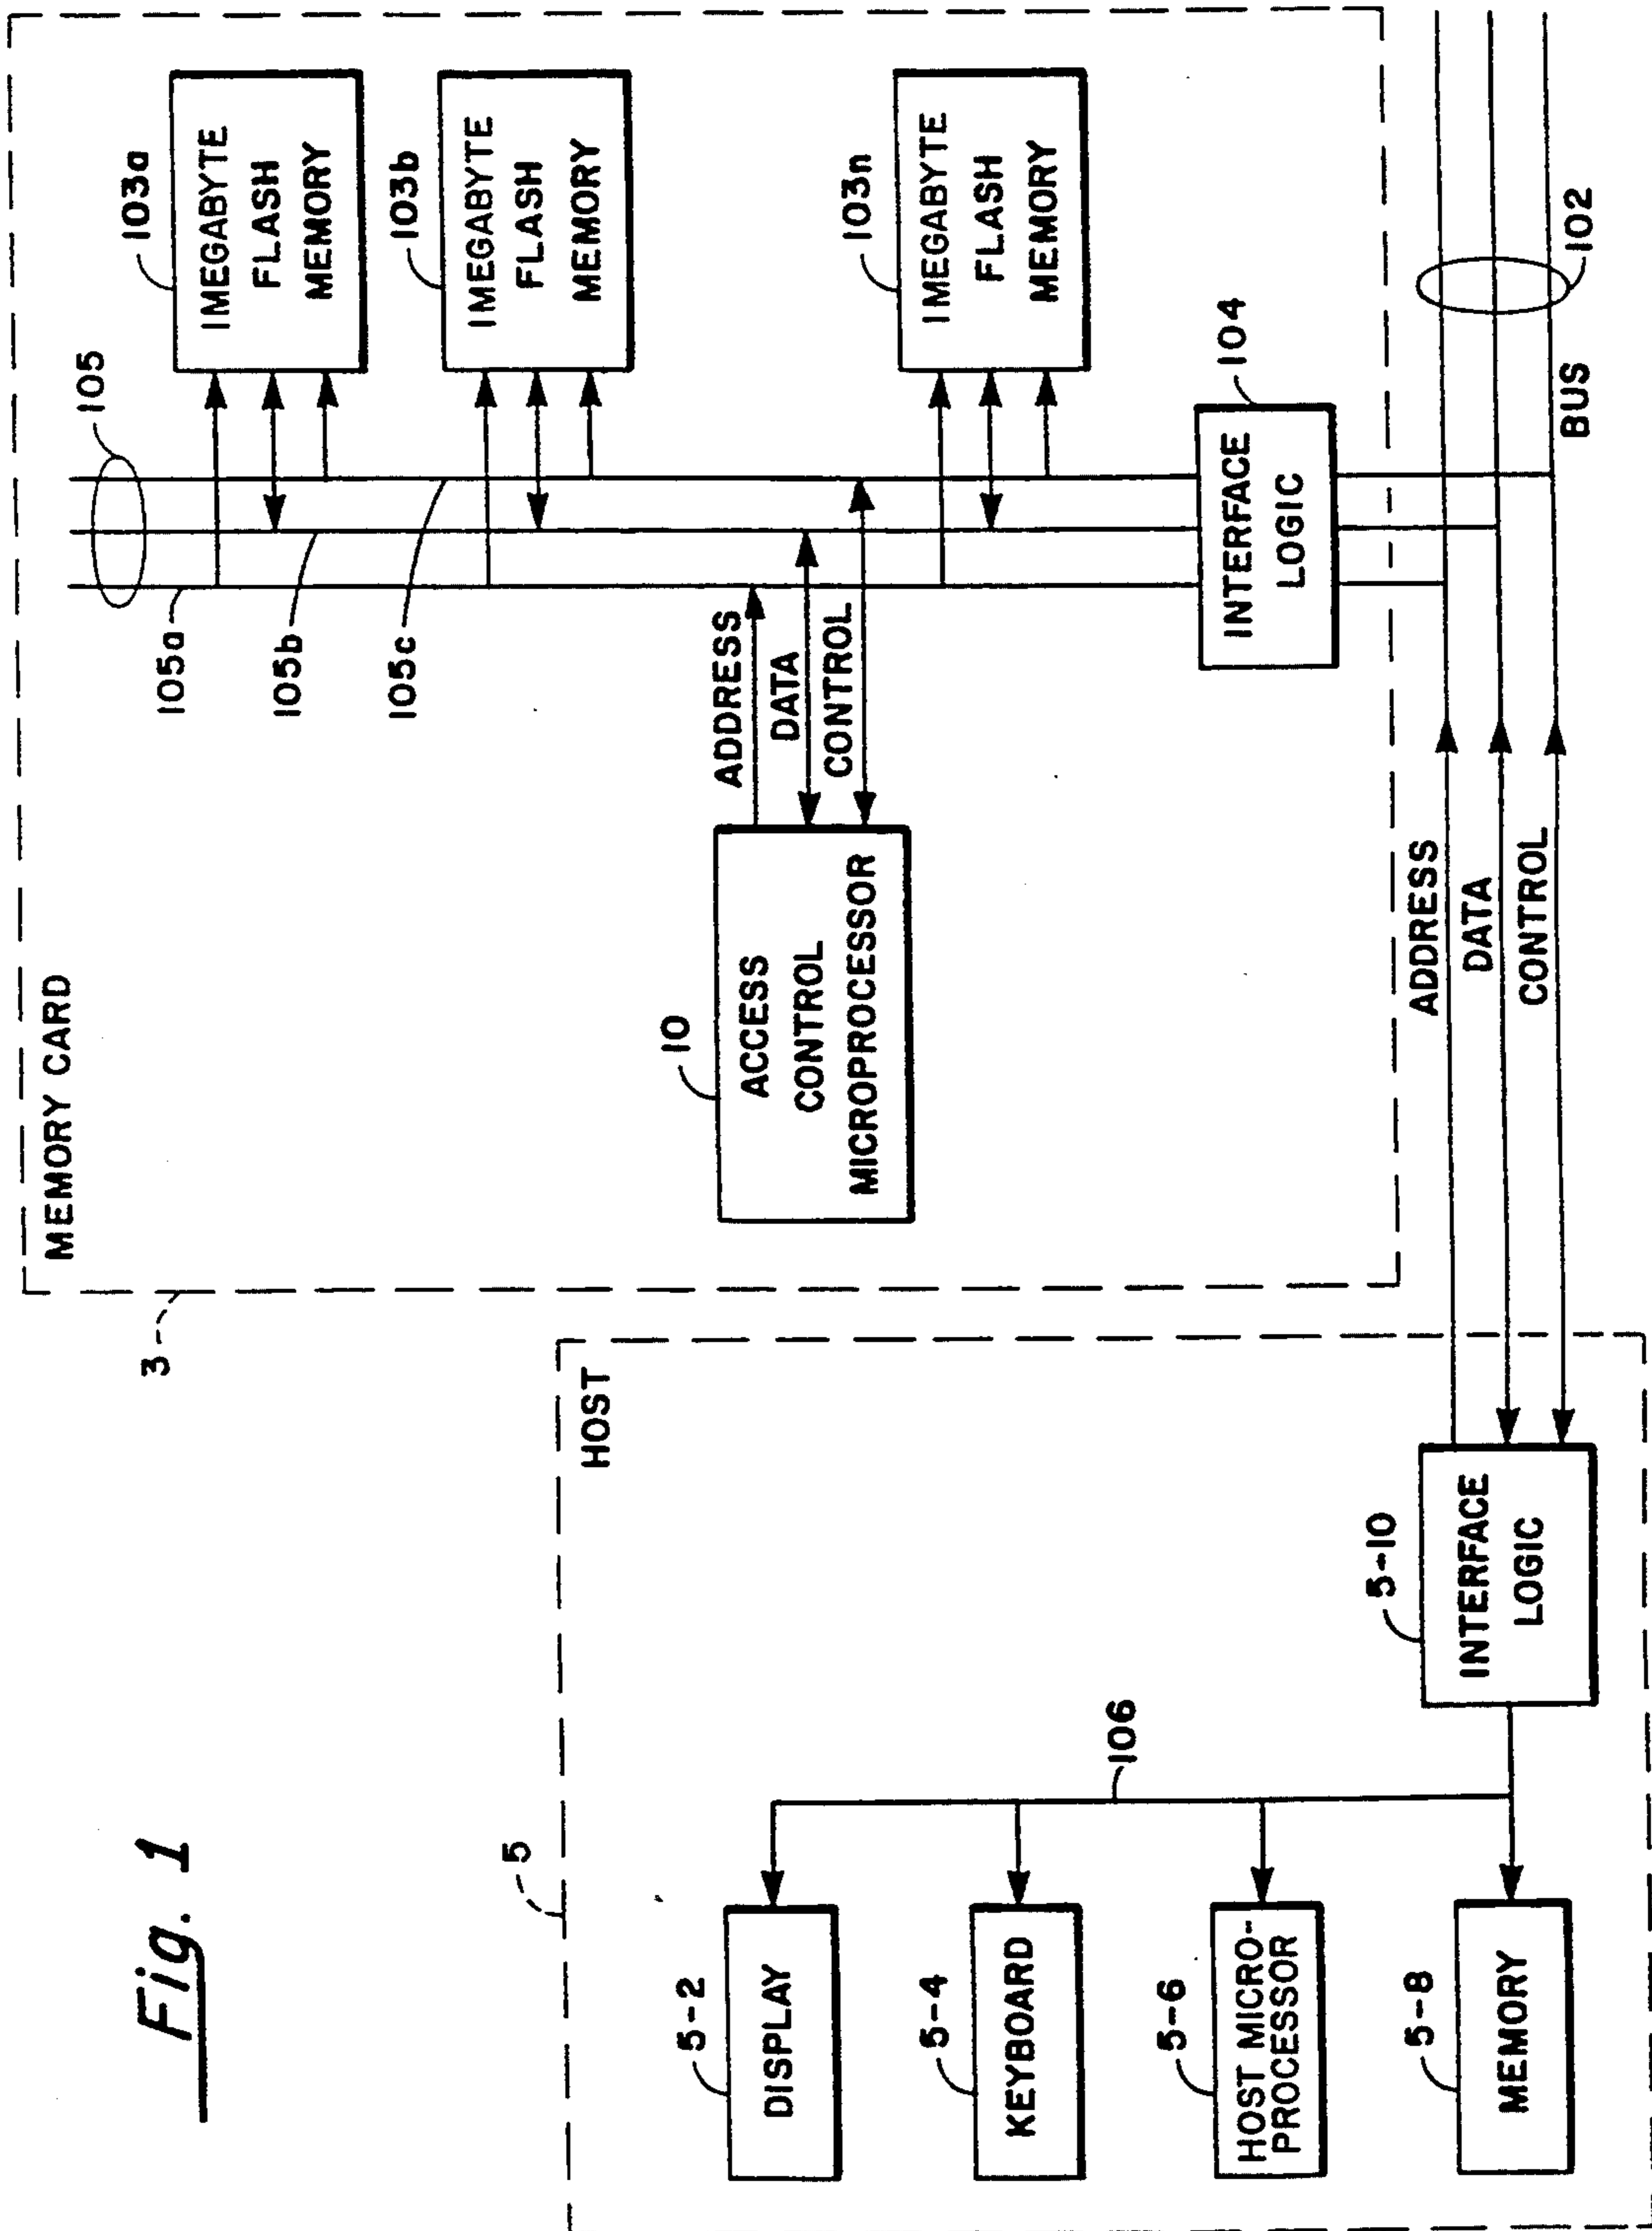 Fig. 1
MEMORY CARD
3
105
105a
105b
105c
103a
IMEGABYTE
FLASH
MEMORY
103b
IMEGABYTE
FLASH
MEMORY
103n
IMEGABYTE
FLASH
MEMORY
10
ACCESS
CONTROL
MICROPROCESSOR
ADDRESS
DATA
CONTROL
104
INTERFACE
LOGIC
5
HOST
5-2
DISPLAY
5-4
KEYBOARD
5-6
HOST MICRO-
PROCESSOR
5-8
MEMORY
106
5-10
INTERFACE
LOGIC
ADDRESS
DATA
CONTROL
BUS
102